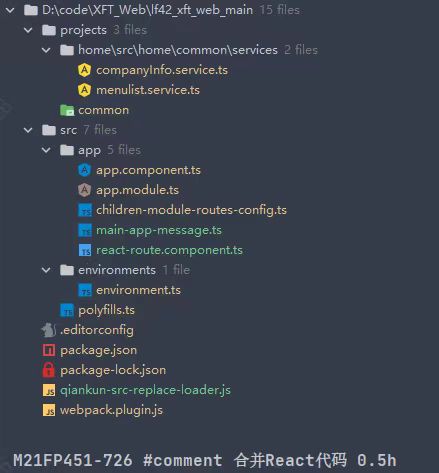 D:\code\XFT_Web\lf42_xft_web_main 15 files
projects 3 files
home\src\home\common\services 2 files
companyInfo.service.ts
menulist.service.ts
common
src 7 files
app 5 files
app.component.ts
app.module.ts
children-module-routes-config.ts
main-app-message.ts
react-route.component.ts
environments 1 file
environment.ts
polyfills.ts
.editorconfig
package.json
package-lock.json
qiankun-src-replace-loader.js
webpack.plugin.js
M21FP451-726 #comment 合并React代码 0.5h